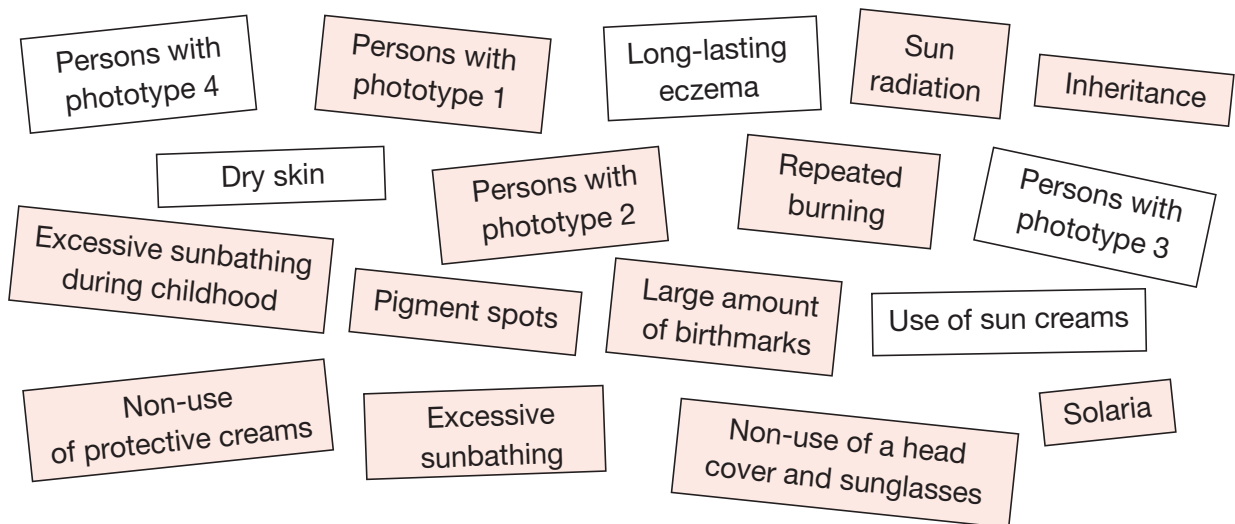 Persons with
phototype 4
Persons with
phototype 1
Long-lasting
eczema
Sun
radiation
Inheritance
Dry skin
Persons with
phototype 2
Repeated
burning
Persons with
phototype 3
Excessive sunbathing
during childhood
Pigment spots
Large amount
of birthmarks
Use of sun creams
Non-use
of protective creams
Excessive
sunbathing
Non-use of a head
cover and sunglasses
Solaria